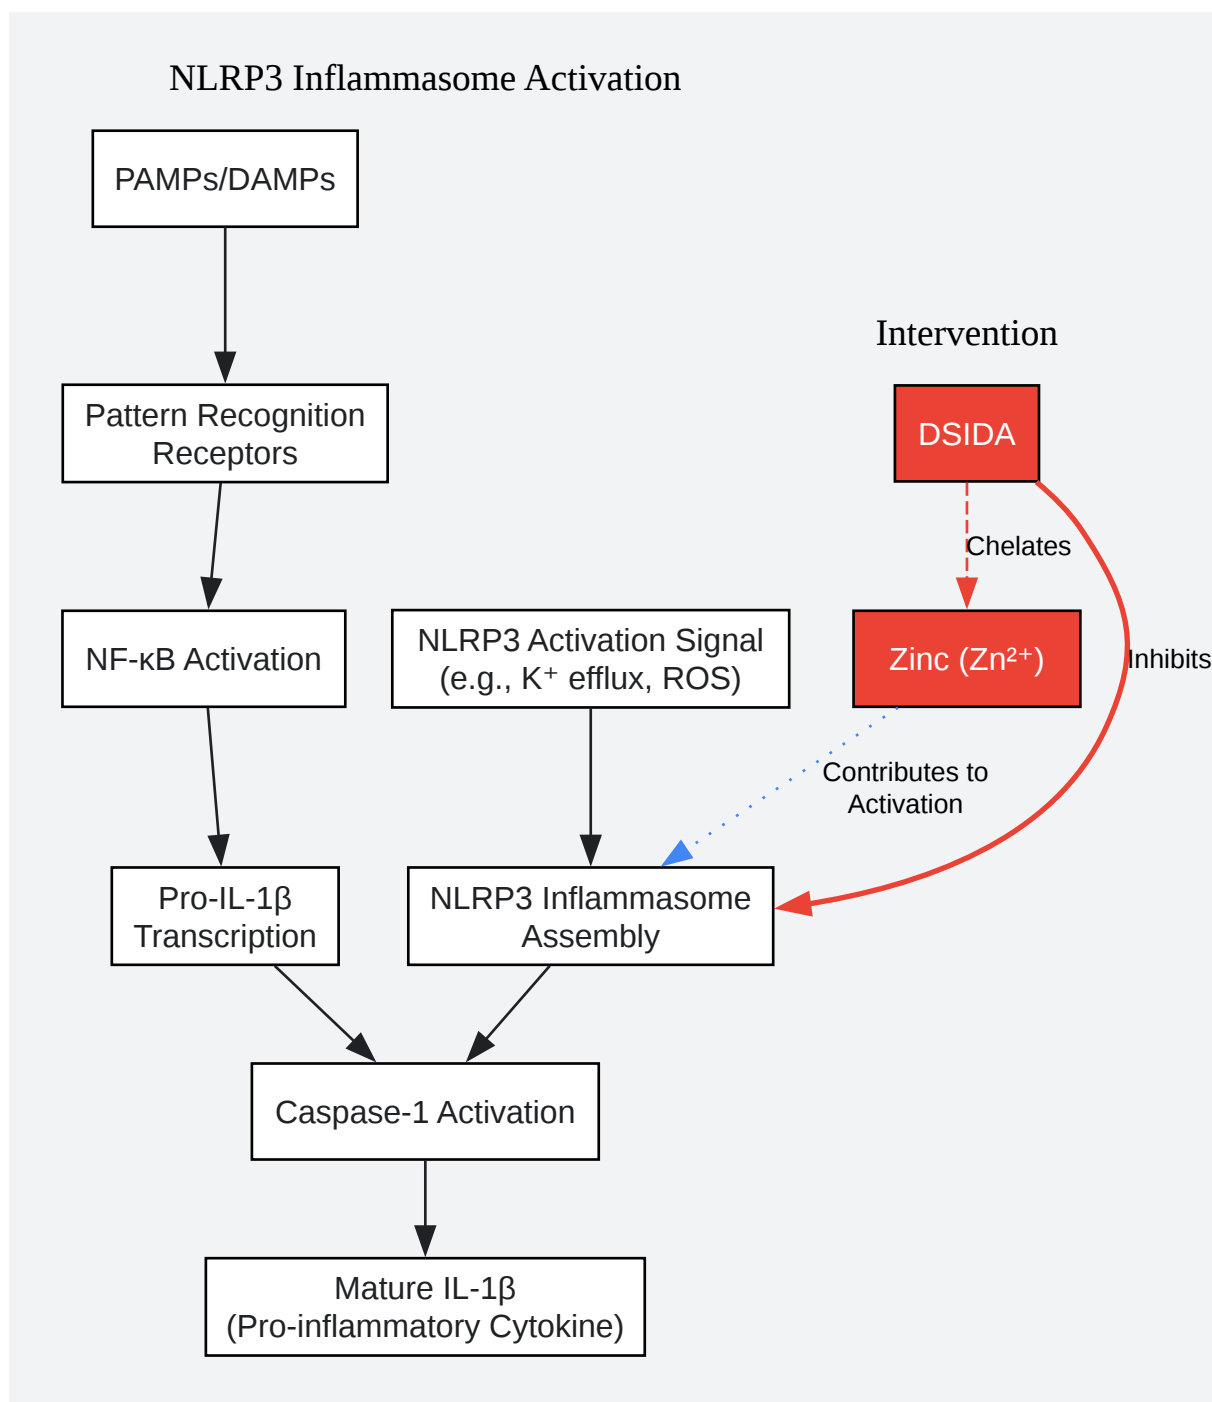 NLRP3 Inflammasome Activation
PAMPs/DAMPs
Intervention
Pattern Recognition
Receptors
DSIDA
Chelates
NF-κB Activation
NLRP3 Activation Signal
(e.g., K⁺ efflux, ROS)
Zinc (Zn²⁺)
Inhibits
Contributes to
Activation
Pro-IL-1β
Transcription
NLRP3 Inflammasome
Assembly
Caspase-1 Activation
Mature IL-1β
(Pro-inflammatory Cytokine)